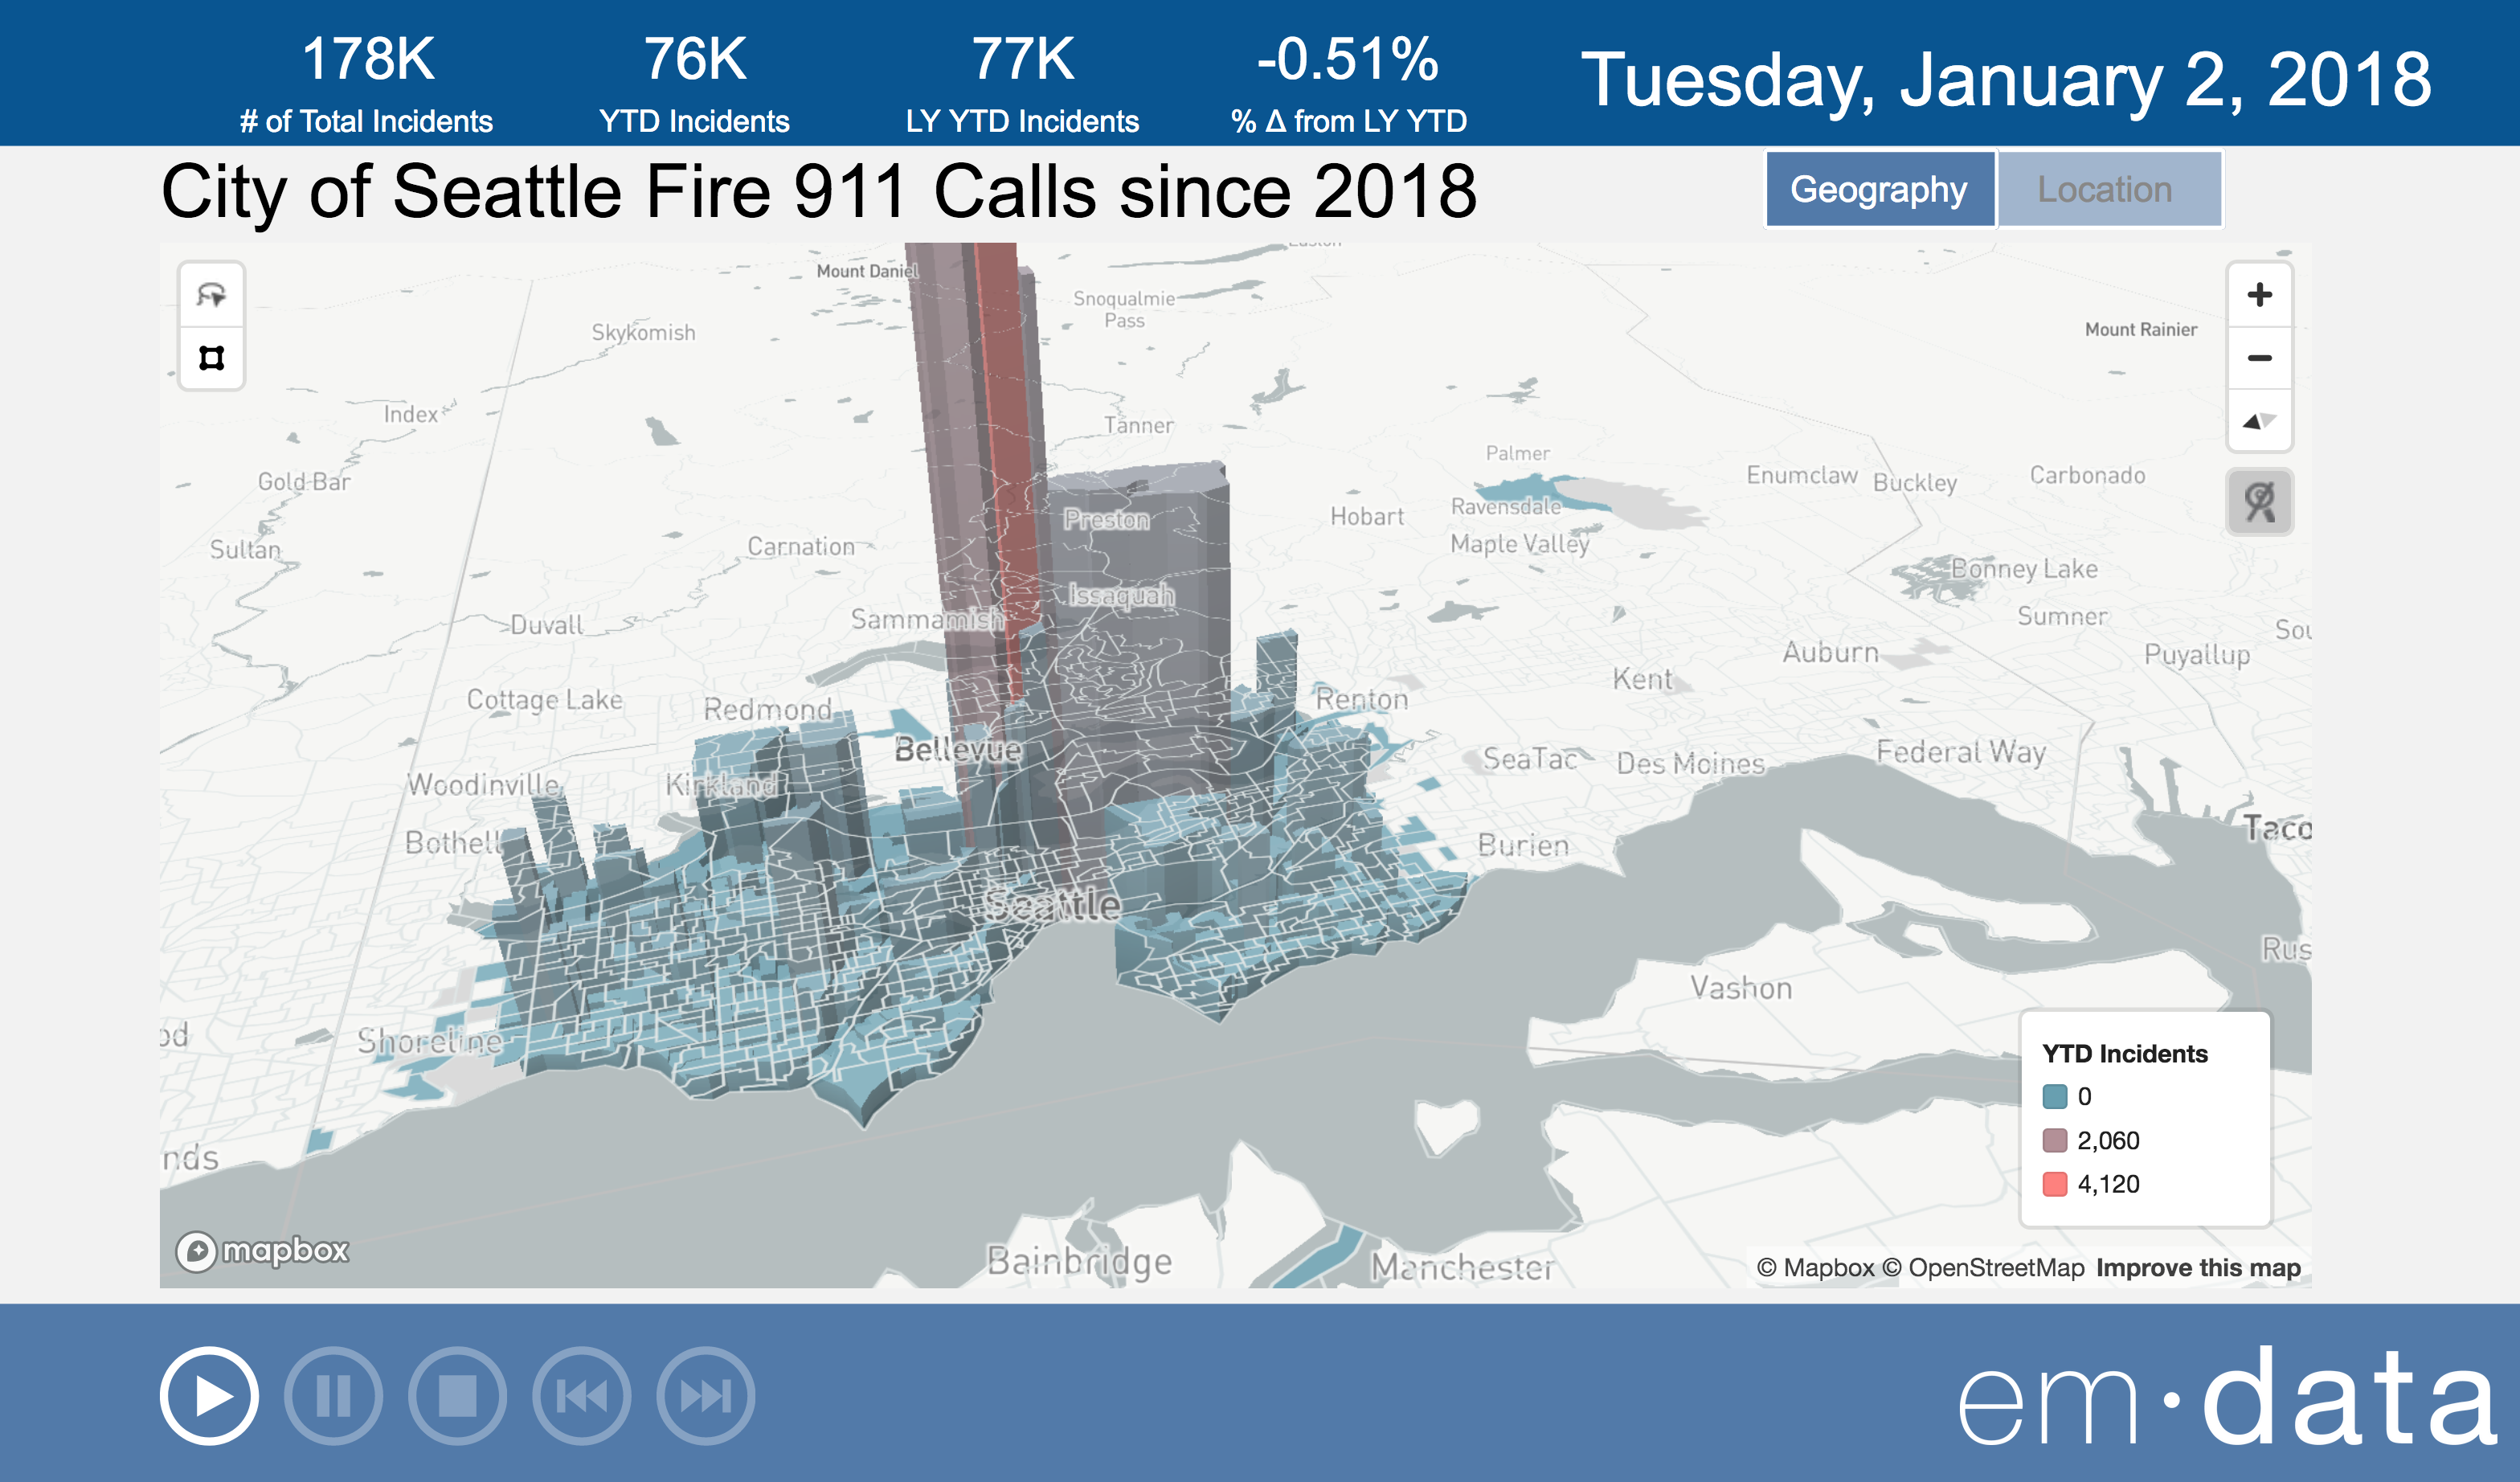 178K
# of Total Incidents
76K
YTD Incidents
77K
LY YTD Incidents
-0.51%
% Δ from LY YTD
Tuesday, January 2, 2018
City of Seattle Fire 911 Calls since 2018
Geography
Location
Mount Daniel
Snoqualmie
Pass
Skykomish
Mount Rainier
Index
Tanner
Palmer
Gold Bar
Enumclaw
Buckley
Carbonado
Preston
Hobart
Ravensdale
Sultan
Carnation
Maple Valley
Issaquah
Bonney Lake
Duvall
Sammamish
Sumner
Sou
Auburn
Puyallup
Kent
Cottage Lake
Redmond
Renton
Bellevue
SeaTac
Des Moines
Federal Way
Woodinville
Kirkland
Bothell
Burien
Taco
Seattle
Rus
Vashon
od
Shoreline
nds
YTD Incidents
0
2,060
4,120
mapbox
Bainbridge
Manchester
© Mapbox © OpenStreetMap Improve this map
em·data